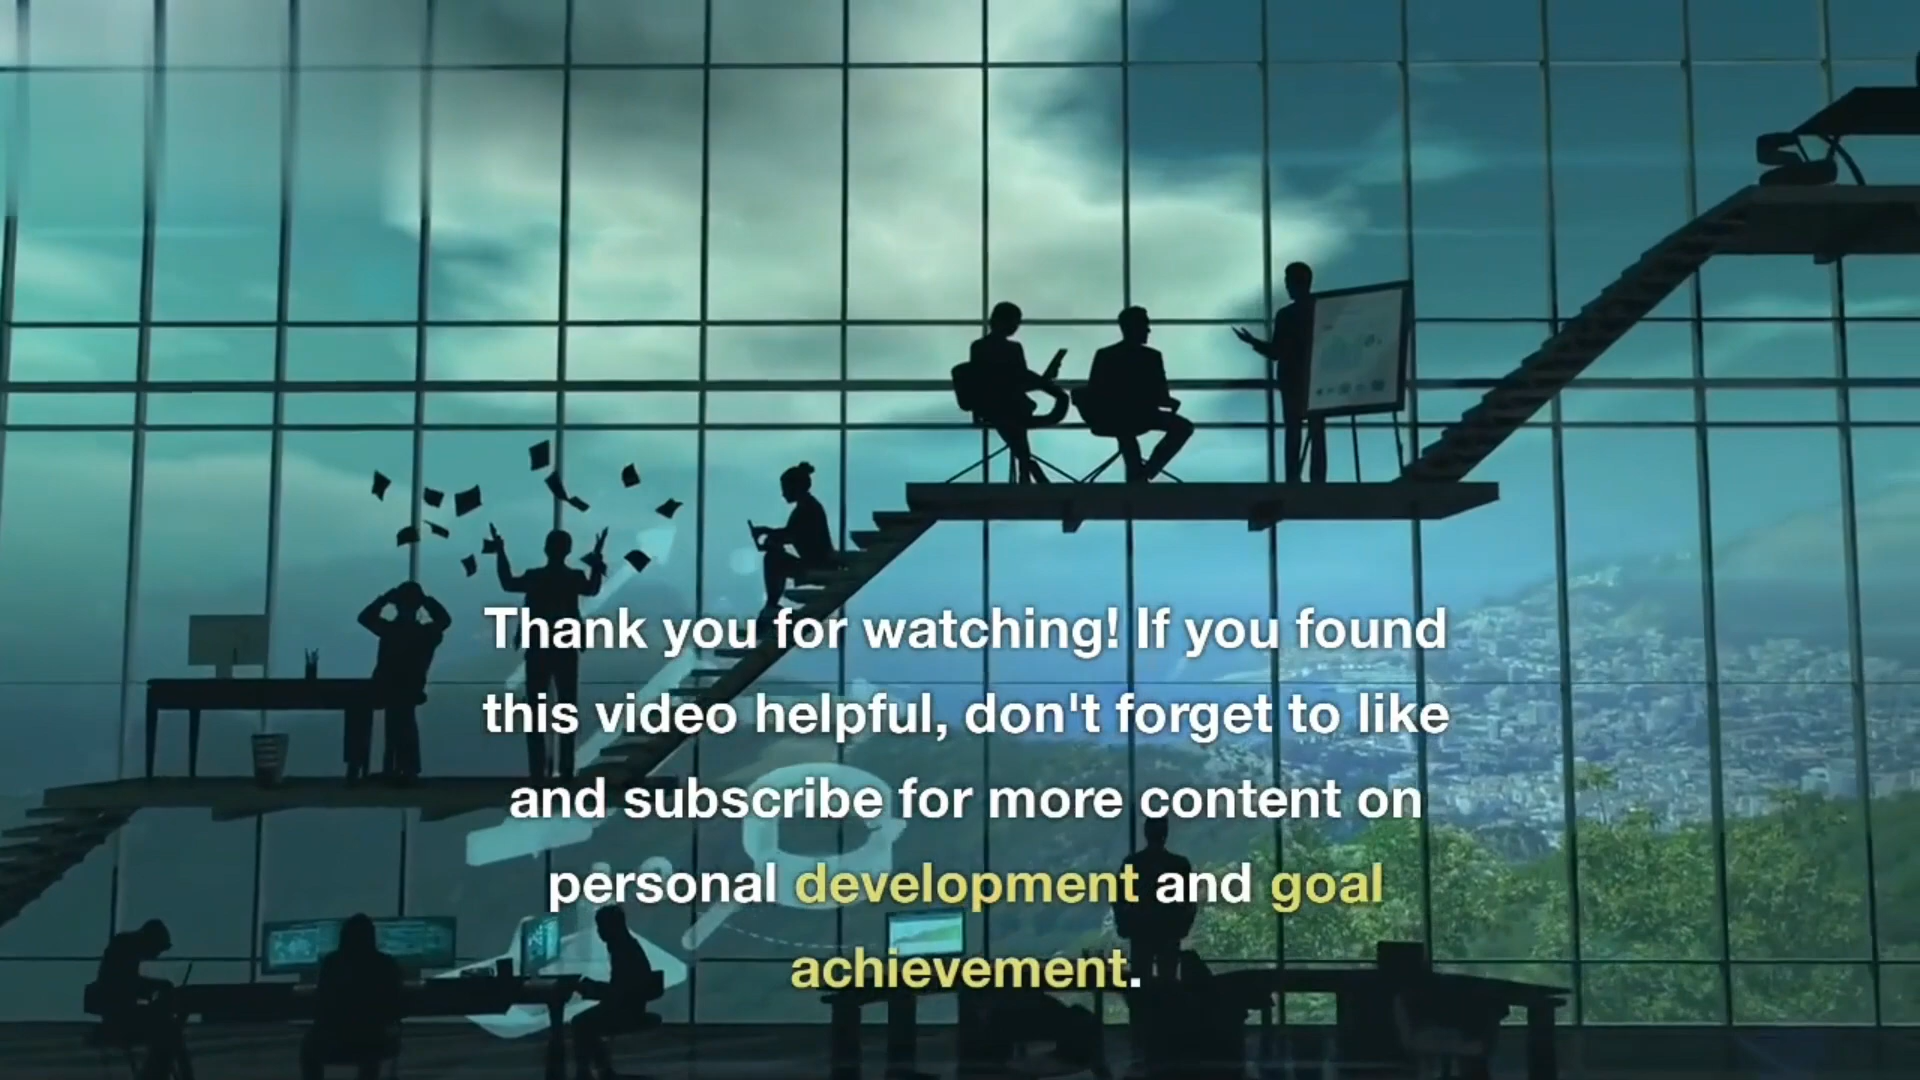 Thank you for watching! If you found
this video helpful, don't forget to like
and subscribe for more content on
personal development and goal
achievement.